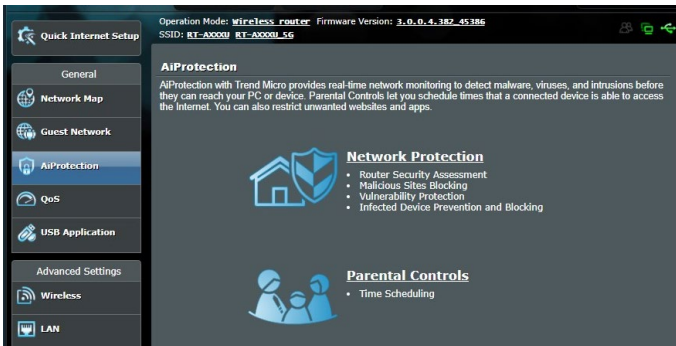 Operation Mode: Wireless router Firmware Version: 3.0.0.4.382_45386
SSID: RT-AXXXU RT-AXXXU_5G
Quick Internet Setup
General
Network Map
Guest Network
AiProtection
QoS
USB Application
Advanced Settings
Wireless
LAN
AiProtection
AiProtection with Trend Micro provides real-time network monitoring to detect malware, viruses, and intrusions before
they can reach your PC or device. Parental Controls let you schedule times that a connected device is able to access
the Internet. You can also restrict unwanted websites and apps.
Network Protection
• Router Security Assessment
• Malicious Sites Blocking
• Vulnerability Protection
• Infected Device Prevention and Blocking
Parental Controls
• Time Scheduling